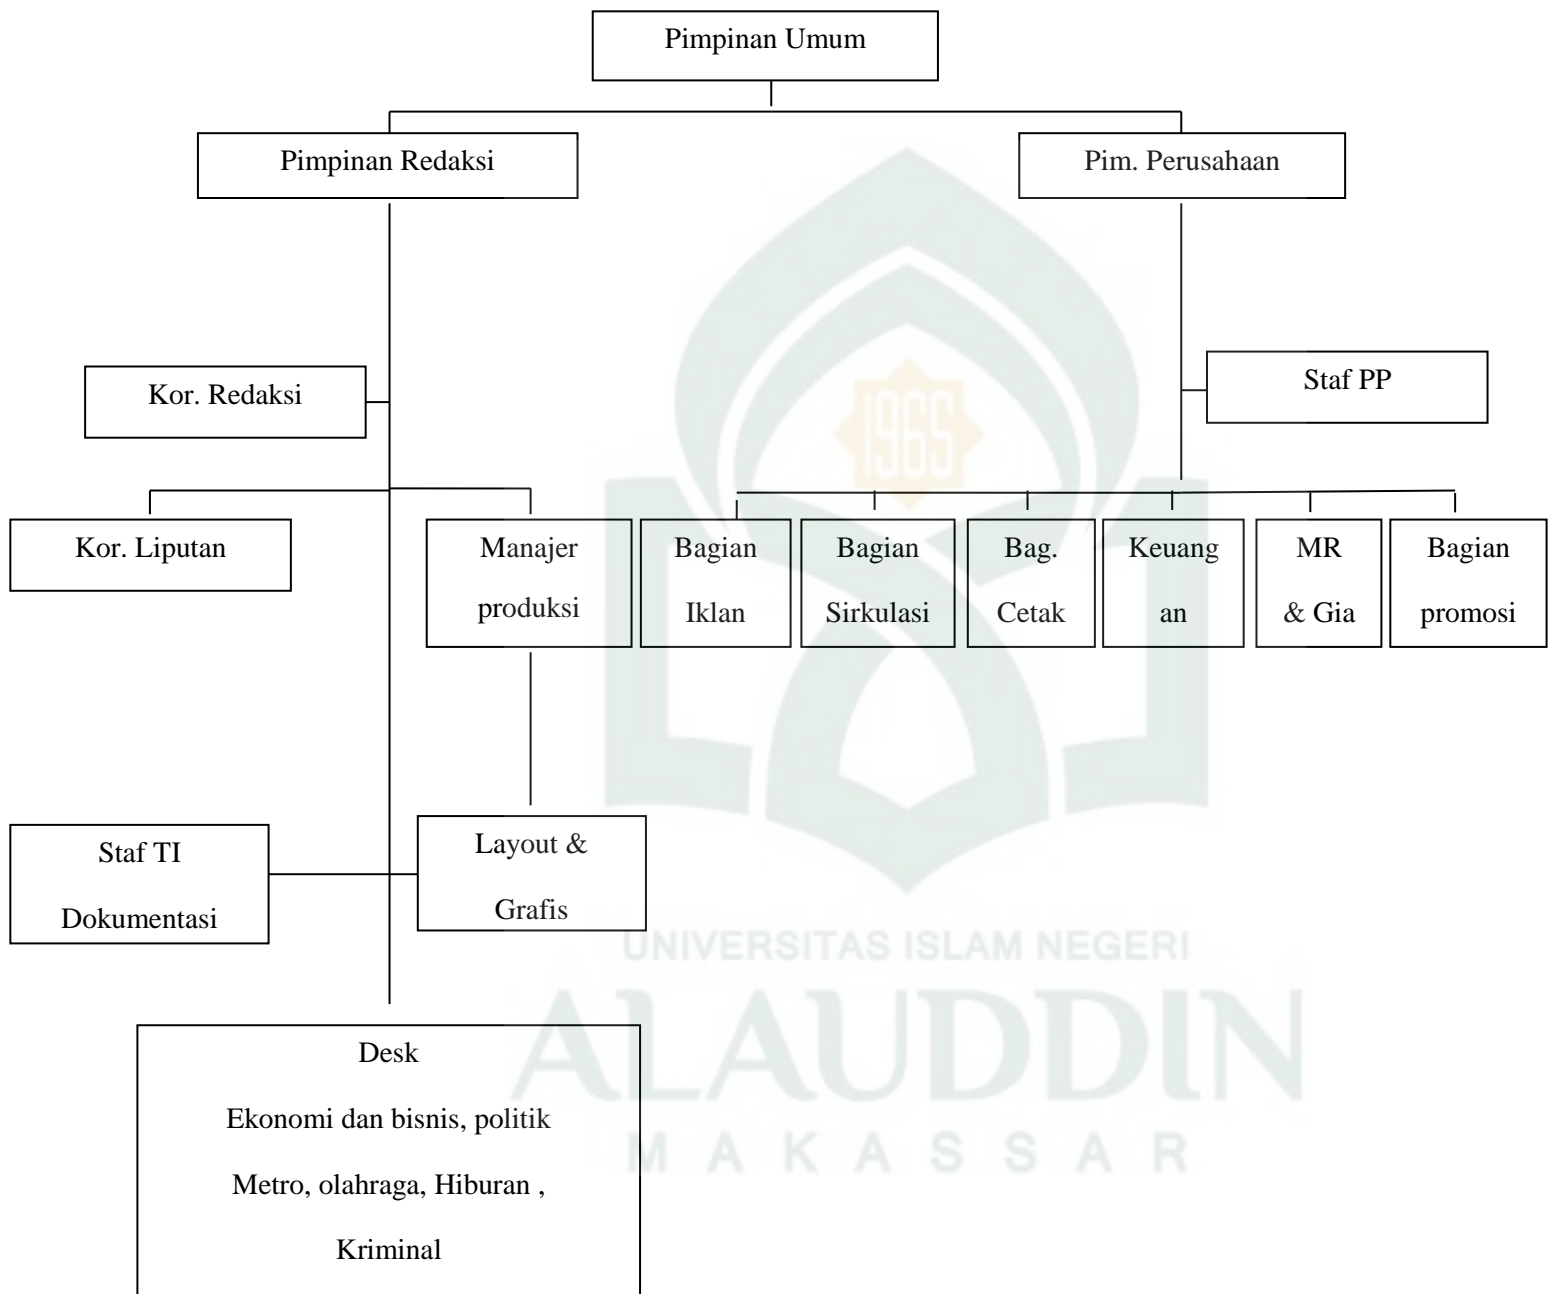 Pimpinan Umum
Pimpinan Redaksi
Pim. Perusahaan
Kor. Redaksi
Staf PP
1965
Kor. Liputan
Manajer
produksi
Bagian
Iklan
Bagian
Sirkulasi
Bag.
Cetak
Keuang
an
MR
& Gia
Bagian
promosi
Staf TI
Dokumentasi
Layout &
Grafis
UNIVERSITAS ISLAM NEGERI
ALAUDDIN
MAKASSAR
Desk
Ekonomi dan bisnis, politik
Metro, olahraga, Hiburan ,
Kriminal